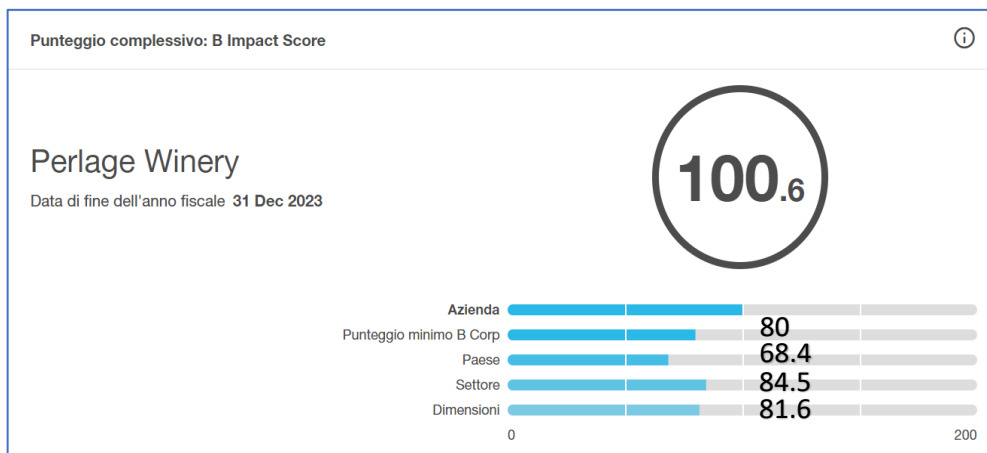 Punteggio complessivo: B Impact Score
Perlage Winery
Data di fine dell'anno fiscale 31 Dec 2023
100.6
Azienda
Punteggio minimo B Corp 80
Paese 68.4
Settore 84.5
Dimensioni 81.6
0 200